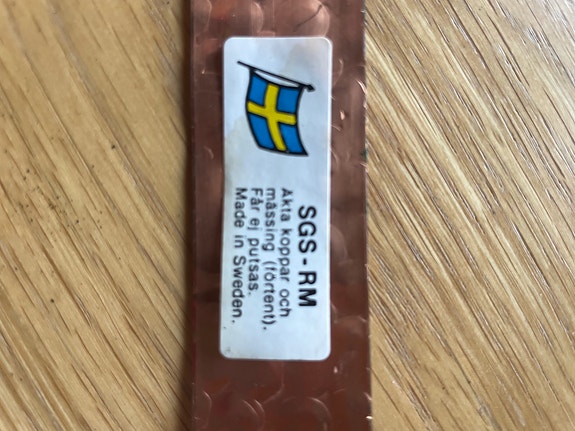 SGS-RM
Äkta koppar och
mässing (förtent).
Får ej putsas.
Made in Sweden.